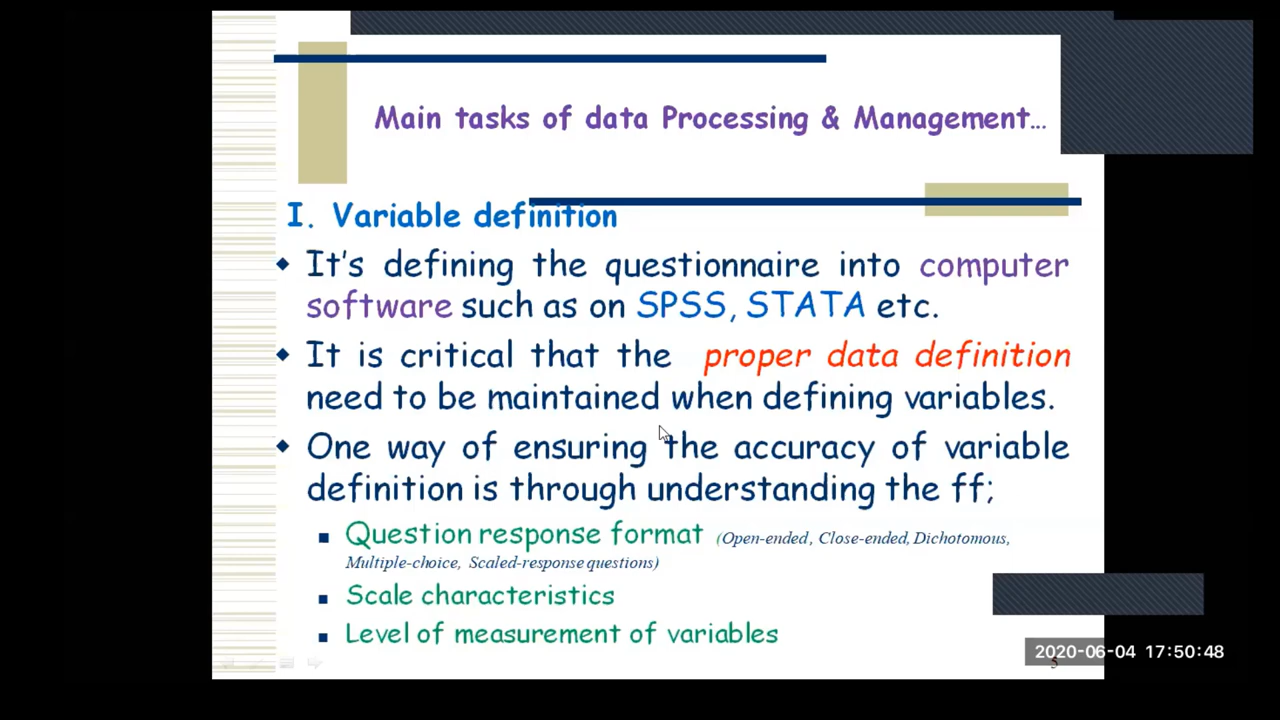 Main tasks of data Processing & Management...
I. Variable definition
It's defining the questionnaire into computer
software such as on SPSS, STATA etc.
It is critical that the proper data definition
need to be maintained when defining variables.
One way of ensuring the accuracy of variable
definition is through understanding the ff;
Question response format (Open-ended, Close-ended, Dichotomous,
Multiple-choice, Scaled-response questions)
Scale characteristics
Level of measurement of variables
2020-06-04 17:50:48
5